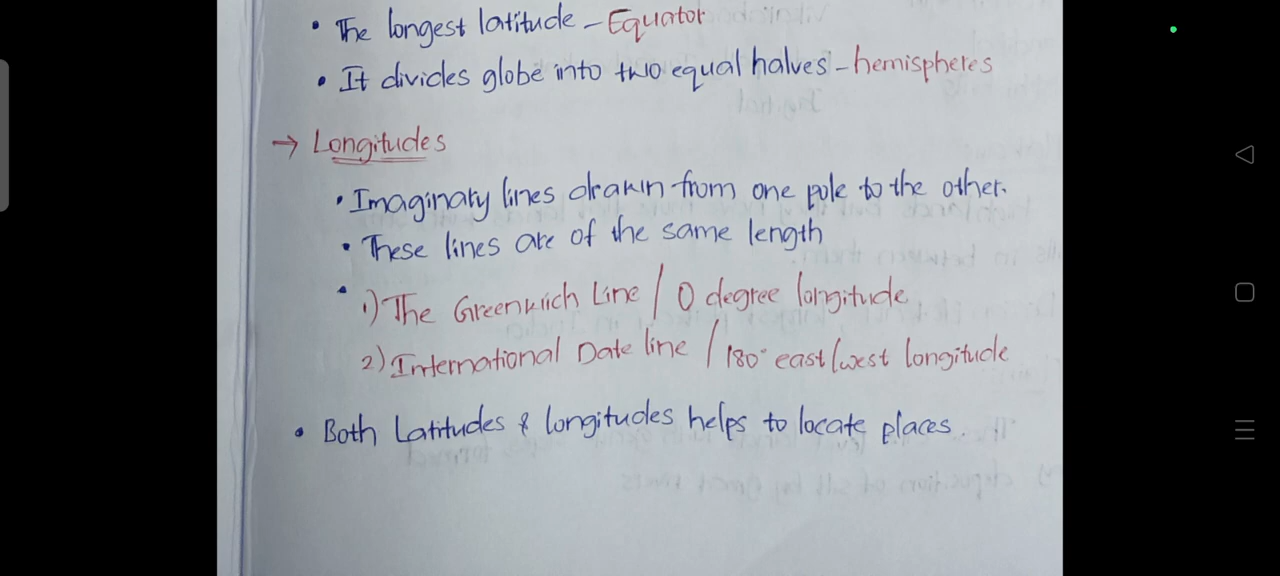 • The longest latitude - Equator
• It divides globe into two equal halves - hemispheres
→ Longitudes
• Imaginary lines drawn from one pole to the other.
• These lines are of the same length
• 1) The Greenwich Line / 0 degree longitude
2) International Date line / 180° east/west longitude
• Both Latitudes & longitudes helps to locate places.